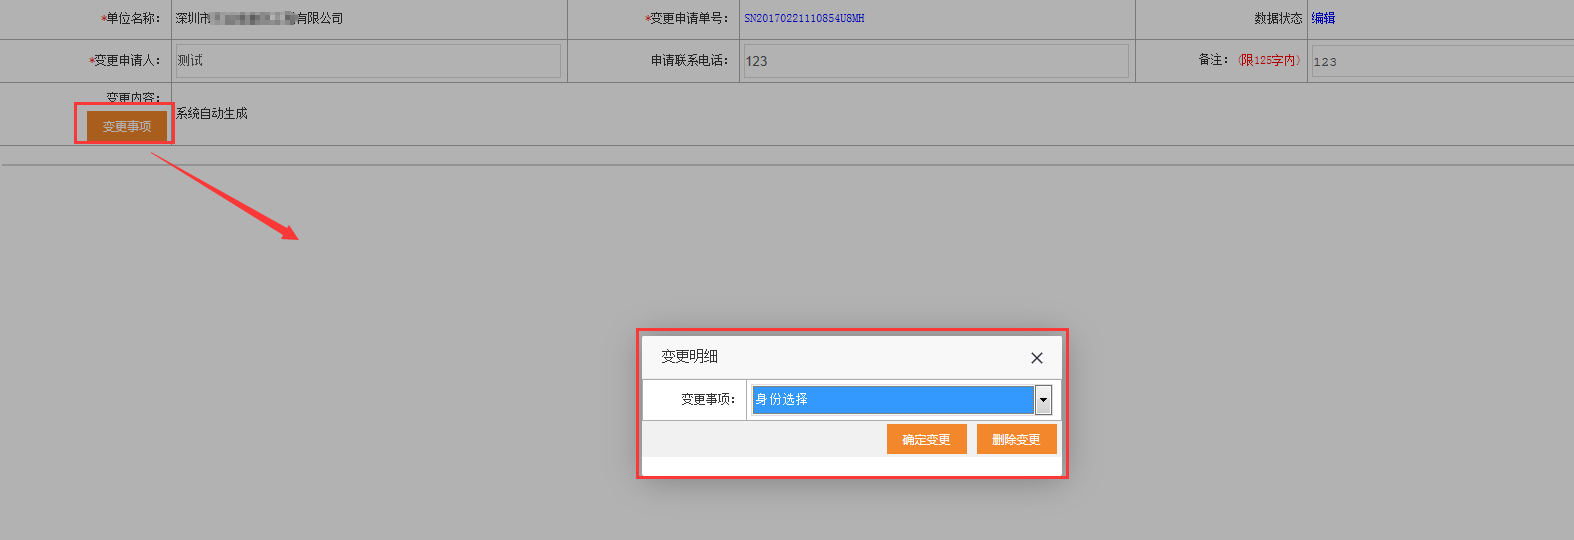 *单位名称： 深圳市 有限公司 *变更申请单号： SN20170221110854U8MH 数据状态 编辑
*变更申请人： 测试 申请联系电话： 123 备注：(限125字内) 123
变更内容：
变更事项
系统自动生成
变更明细
变更事项： 身份选择
确定变更 删除变更